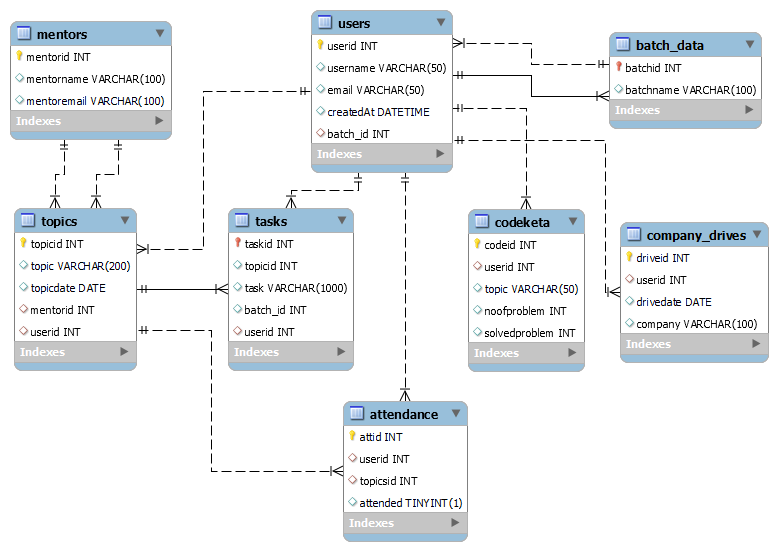 mentors
mentorid INT
mentorname VARCHAR(100)
mentoremail VARCHAR(100)
Indexes
users
userid INT
username VARCHAR(50)
email VARCHAR(50)
createdAt DATETIME
batch_id INT
Indexes
batch_data
batchid INT
batchname VARCHAR(100)
Indexes
topics
topicid INT
topic VARCHAR(200)
topicdate DATE
mentorid INT
userid INT
Indexes
tasks
taskid INT
topicid INT
task VARCHAR(1000)
batch_id INT
userid INT
Indexes
codeketa
codeid INT
userid INT
topic VARCHAR(50)
noofproblem INT
solvedproblem INT
Indexes
company_drives
driveid INT
userid INT
drivedate DATE
company VARCHAR(100)
Indexes
attendance
attid INT
userid INT
topicsid INT
attended TINYINT(1)
Indexes